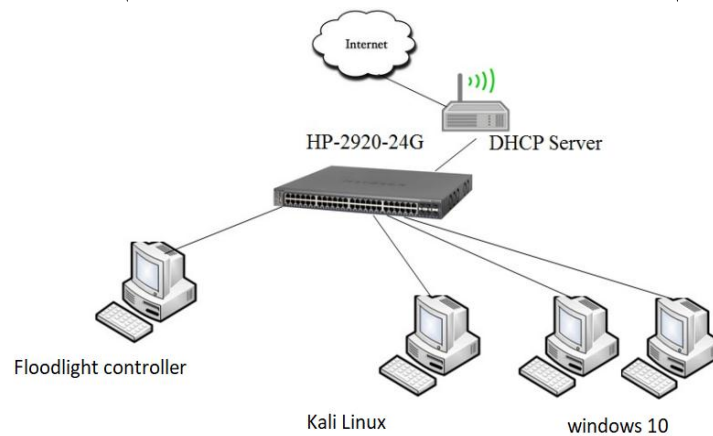 Internet
HP-2920-24G
DHCP Server
Floodlight controller
Kali Linux
windows 10